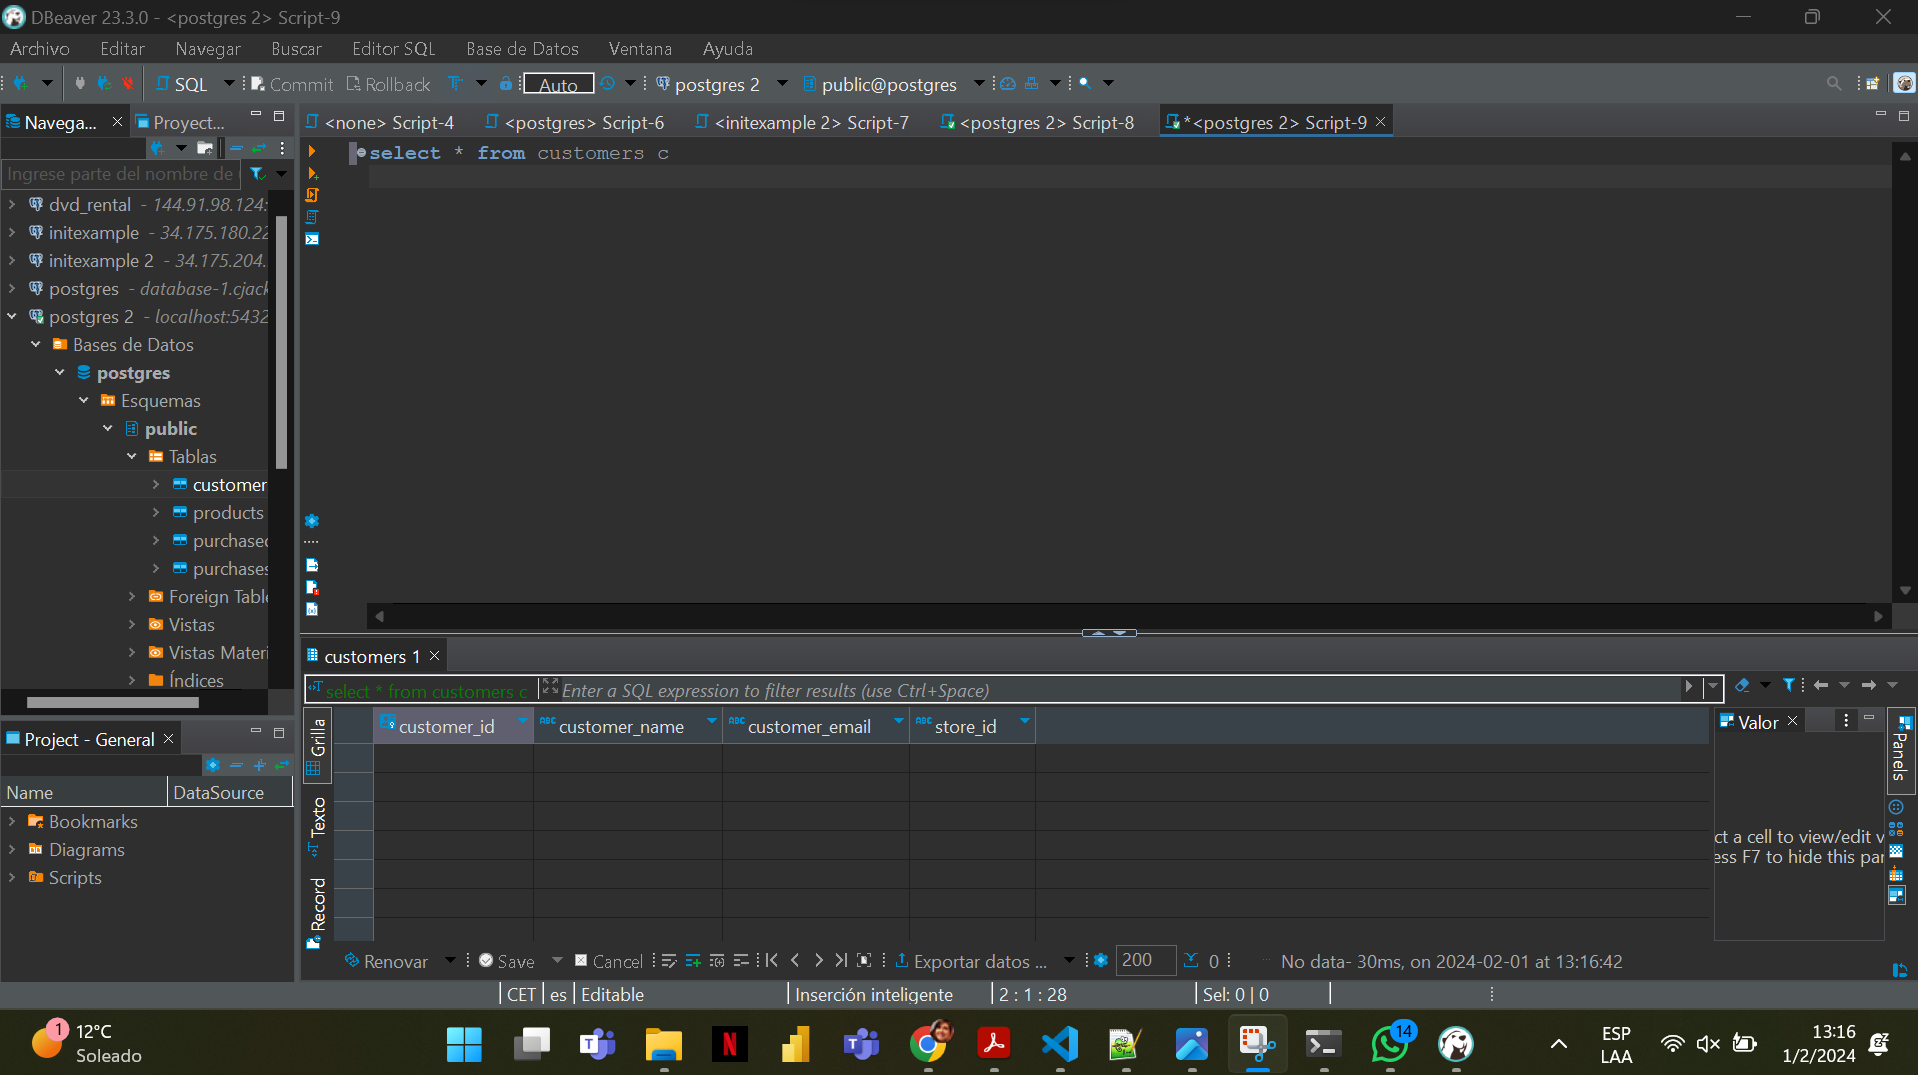 DBeaver 23.3.0 - <postgres 2> Script-9
Archivo Editar Navegar Buscar Editor SQL Base de Datos Ventana Ayuda
SQL Commit Rollback Auto postgres 2 public@postgres
Navega... Proyect...
<none> Script-4 <postgres> Script-6 <initexample 2> Script-7 <postgres 2> Script-8 *<postgres 2> Script-9
select * from customers c
Ingrese parte del nombre de
dvd_rental - 144.91.98.124:
initexample - 34.175.180.22
initexample 2 - 34.175.204.
postgres - database-1.cjack
postgres 2 - localhost:5432
Bases de Datos
postgres
Esquemas
public
Tablas
customer
products
purchased
purchases
Foreign Table
Vistas
Vistas Materi
Índices
Project - General
Name DataSource
Bookmarks
Diagrams
Scripts
customers 1
select * from customers c Enter a SQL expression to filter results (use Ctrl+Space)
Grilla
Texto
Record
customer_id ABC customer_name ABC customer_email ABC store_id
Valor
Panels
ct a cell to view/edit v
ess F7 to hide this par
Renovar Save Cancel Exportar datos ... 200 0 No data - 30ms, on 2024-02-01 at 13:16:42
CET es Editable Inserción inteligente 2 : 1 : 28 Sel: 0 | 0
1 12°C
Soleado
N
14
ESP
LAA
13:16
1/2/2024